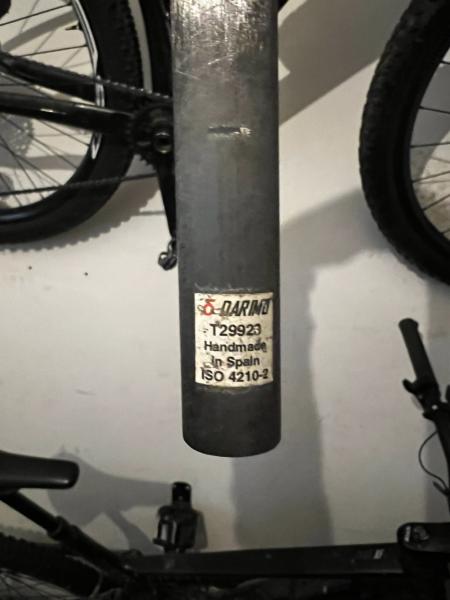 DARIMO
T29923
Handmade
in Spain
ISO 4210-2